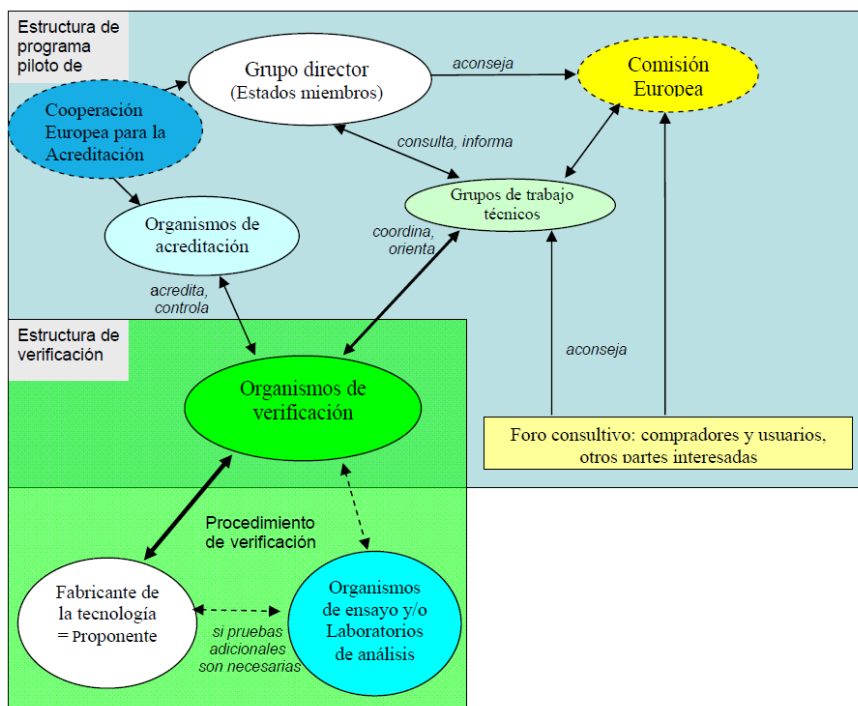 Estructura de
programa
piloto de
Grupo director
(Estados miembros)
aconseja
Comisión
Europea
Cooperación
Europea para la
Acreditación
consulta, informa
Grupos de trabajo
técnicos
Organismos de
acreditación
coordina,
orienta
acredita,
controla
Estructura de
verificación
aconseja
Organismos de
verificación
Foro consultivo: compradores y usuarios,
otros partes interesadas
Procedimiento
de verificación
Fabricante de
la tecnología
= Proponente
Organismos
de ensayo y/o
Laboratorios
de análisis
si pruebas
adicionales
son necesarias